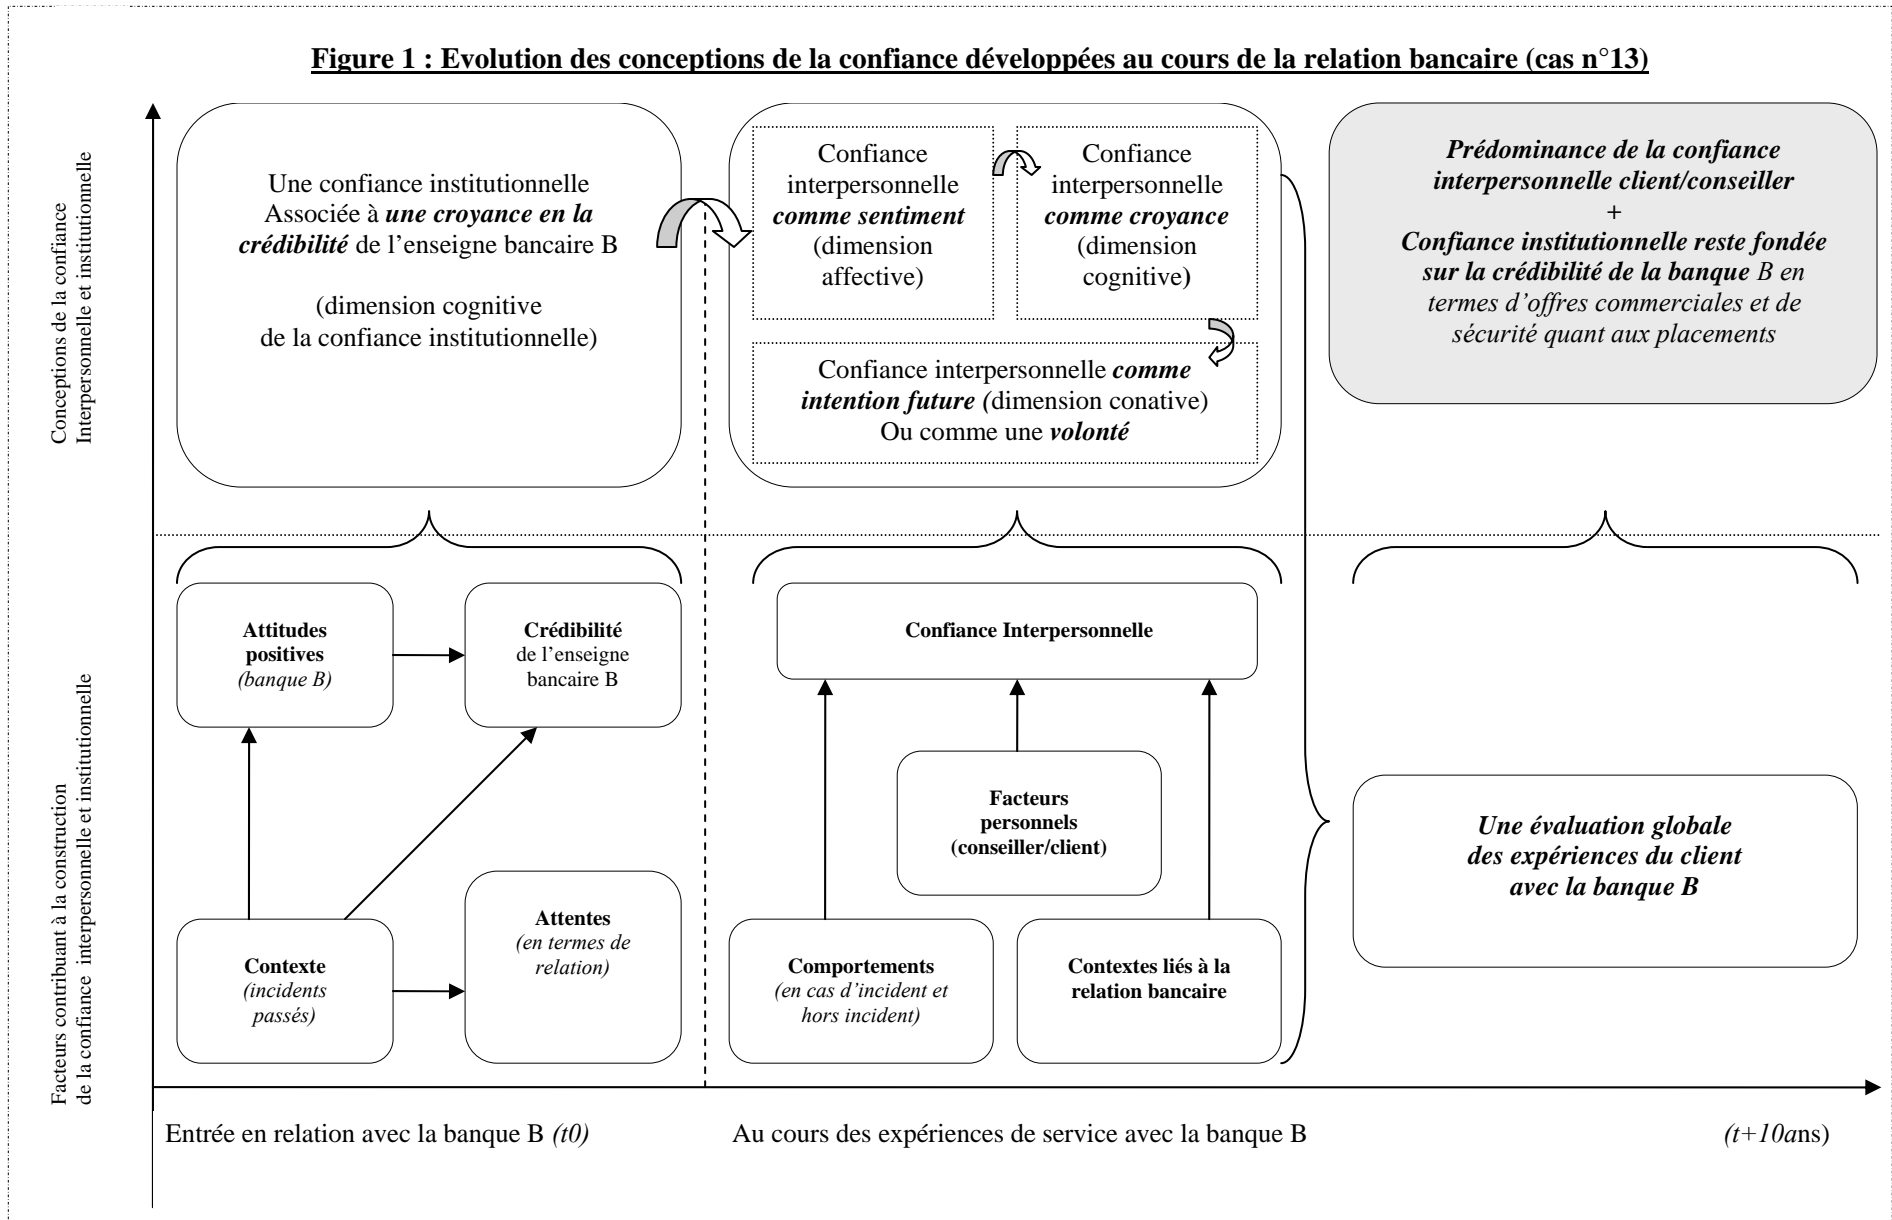 Figure 1 : Evolution des conceptions de la confiance développées au cours de la relation bancaire (cas n°13)
Conceptions de la confiance
Interpersonnelle et institutionnelle
Une confiance institutionnelle
Associée à une croyance en la
crédibilité de l'enseigne bancaire B
(dimension cognitive
de la confiance institutionnelle)
Confiance
interpersonnelle
comme sentiment
(dimension
affective)
Confiance
interpersonnelle
comme croyance
(dimension
cognitive)
Confiance interpersonnelle comme
intention future (dimension conative)
Ou comme une volonté
Prédominance de la confiance
interpersonnelle client/conseiller
+
Confiance institutionnelle reste fondée
sur la crédibilité de la banque B en
termes d'offres commerciales et de
sécurité quant aux placements
Facteurs contribuant à la construction
de la confiance interpersonnelle et institutionnelle
Attitudes
positives
(banque B)
Crédibilité
de l'enseigne
bancaire B
Contexte
(incidents
passés)
Attentes
(en termes de
relation)
Confiance Interpersonnelle
Facteurs
personnels
(conseiller/client)
Comportements
(en cas d'incident et
hors incident)
Contextes liés à la
relation bancaire
Une évaluation globale
des expériences du client
avec la banque B
Entrée en relation avec la banque B (t0)
Au cours des expériences de service avec la banque B
(t+10ans)